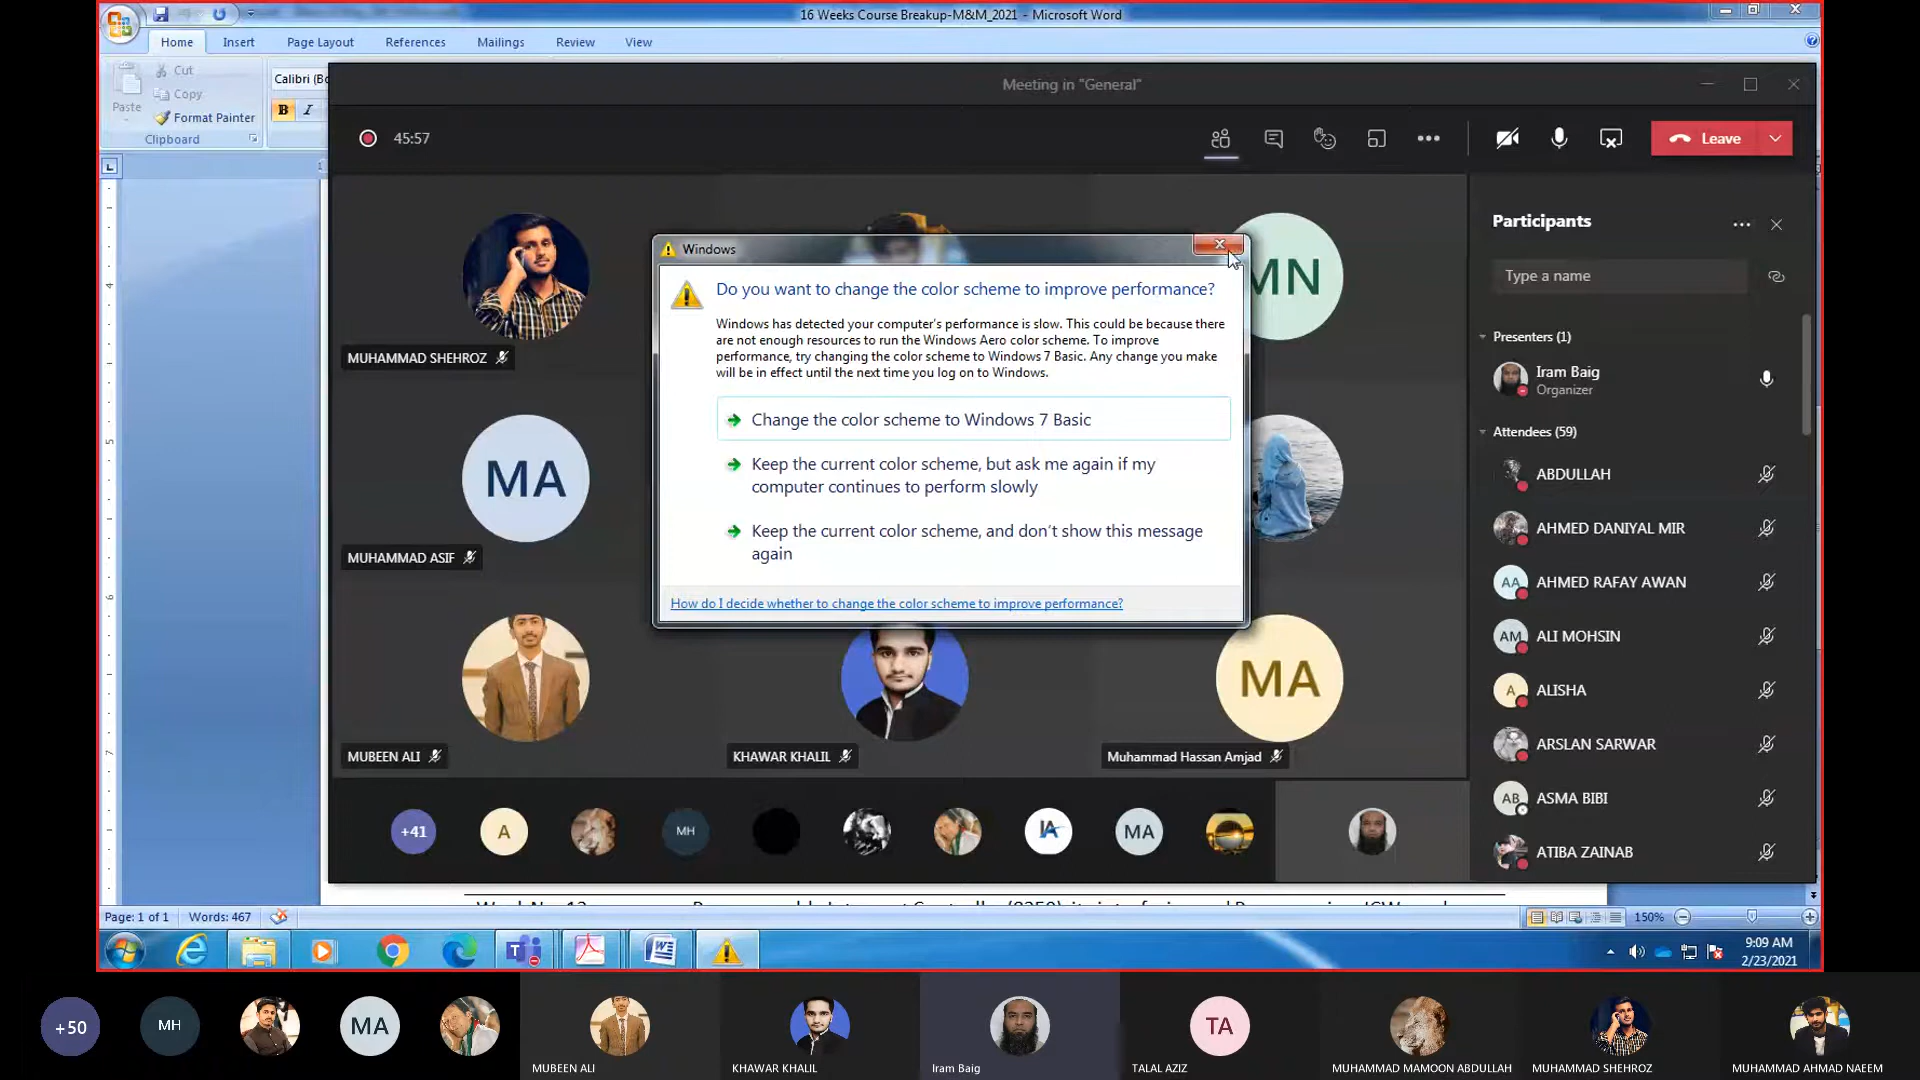 16 Weeks Course Breakup-M&M_2021 - Microsoft Word
Home Insert Page Layout References Mailings Review View
Cut
Copy
Paste
Format Painter
Clipboard
Calibri (Bo
B I
Meeting in "General"
45:57
Leave
MUHAMMAD SHEHROZ
MN
MA
MUHAMMAD ASIF
MUBEEN ALI
KHAWAR KHALIL
MA
Muhammad Hassan Amjad
Windows
Do you want to change the color scheme to improve performance?
Windows has detected your computer's performance is slow. This could be because there
are not enough resources to run the Windows Aero color scheme. To improve
performance, try changing the color scheme to Windows 7 Basic. Any change you make
will be in effect until the next time you log on to Windows.
Change the color scheme to Windows 7 Basic
Keep the current color scheme, but ask me again if my
computer continues to perform slowly
Keep the current color scheme, and don't show this message
again
How do I decide whether to change the color scheme to improve performance?
Participants
Type a name
Presenters (1)
Iram Baig
Organizer
Attendees (59)
ABDULLAH
AHMED DANIYAL MIR
AA AHMED RAFAY AWAN
AM ALI MOHSIN
A ALISHA
ARSLAN SARWAR
AB ASMA BIBI
ATIBA ZAINAB
+41 A MH IA MA
Page: 1 of 1 Words: 467
150%
9:09 AM
2/23/2021
+50 MH MA TA
MUBEEN ALI KHAWAR KHALIL Iram Baig TALAL AZIZ MUHAMMAD MAMOON ABDULLAH MUHAMMAD SHEHROZ MUHAMMAD AHMAD NAEEM